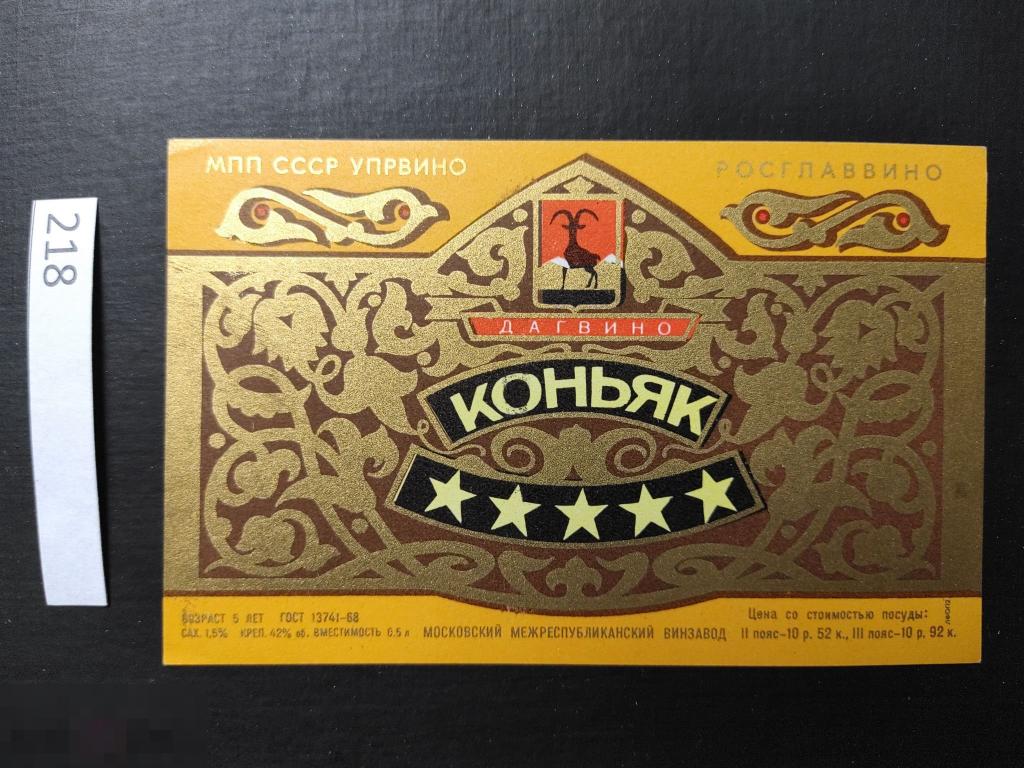 218
МПП СССР УПРВИНО
РОСГЛАВВИНО
ДАГВИНО
КОНЬЯК
ВОЗРАСТ 5 ЛЕТ ГОСТ 13741-68
САХ. 1,5% КРЕП. 42% об. ВМЕСТИМОСТЬ 0.5 л
МОСКОВСКИЙ МЕЖРЕСПУБЛИКАНСКИЙ ВИНЗАВОД
Цена со стоимостью посуды:
II пояс-10 р. 52 к., III пояс-10 р. 92 к.